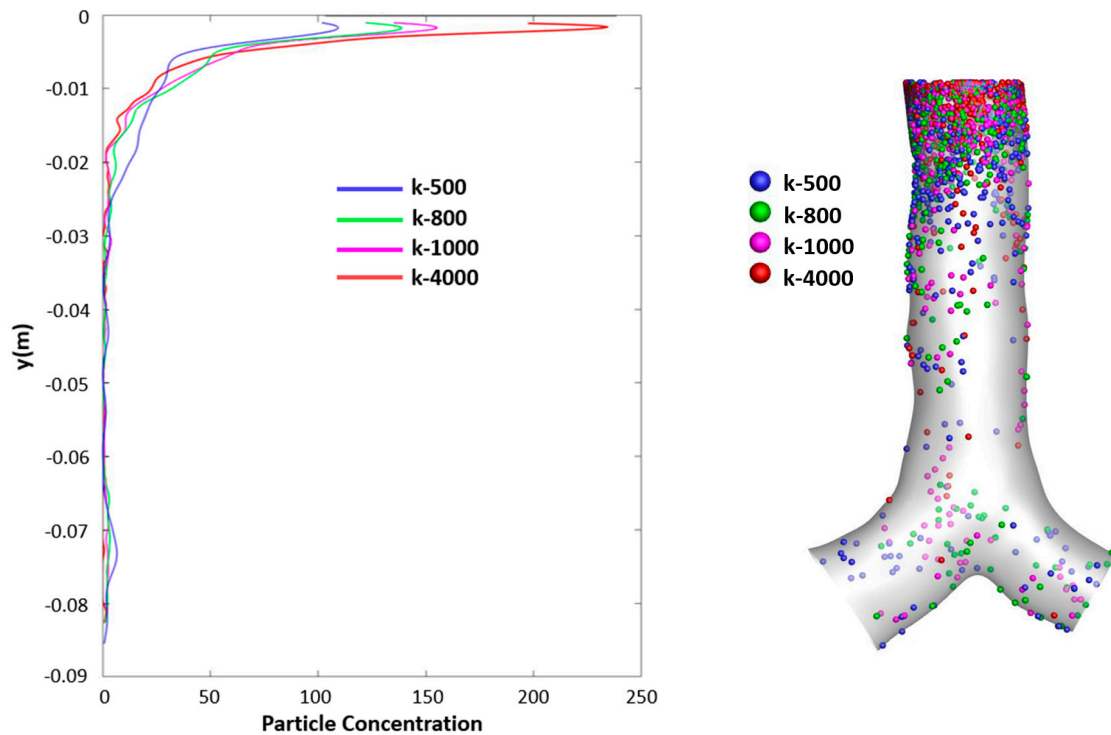 0
-0.01
-0.02
-0.03
-0.04
-0.05
-0.06
-0.07
-0.08
-0.09
y(m)
0 50 100 150 200 250
Particle Concentration
k-500
k-800
k-1000
k-4000
k-500
k-800
k-1000
k-4000